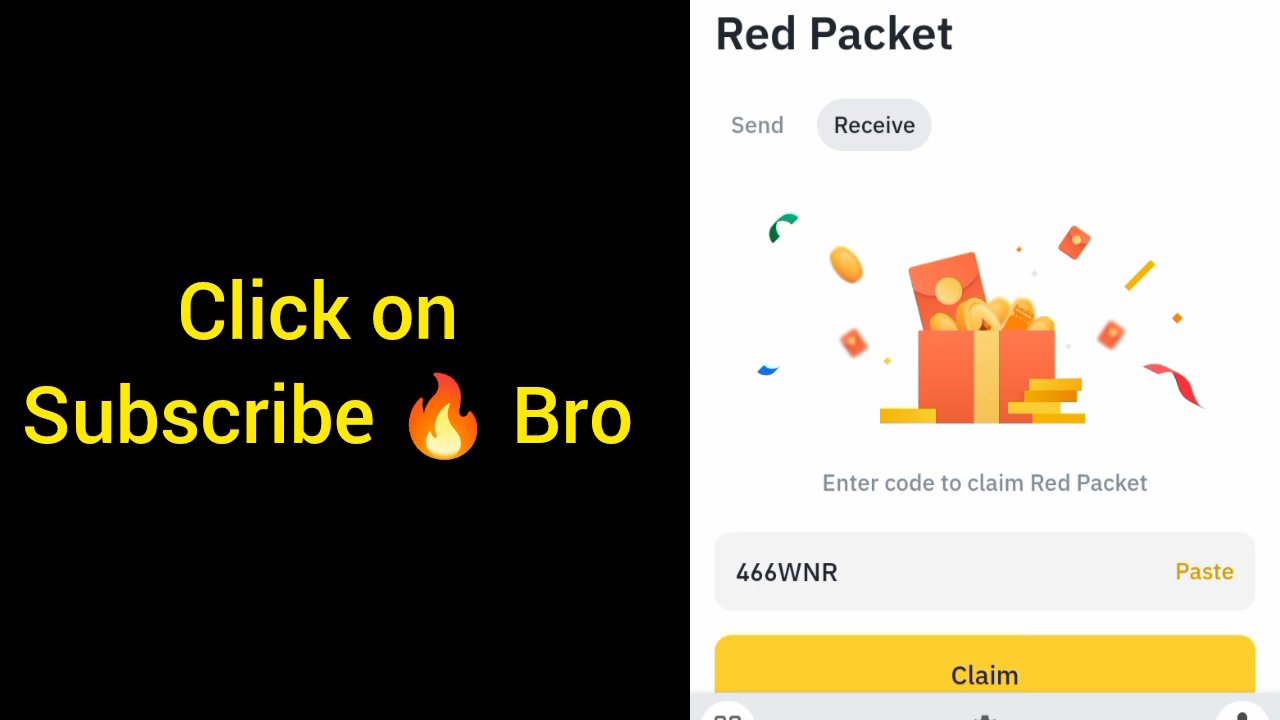 Click on
Subscribe 🔥 Bro
Red Packet
Send
Receive
Enter code to claim Red Packet
466WNR
Paste
Claim